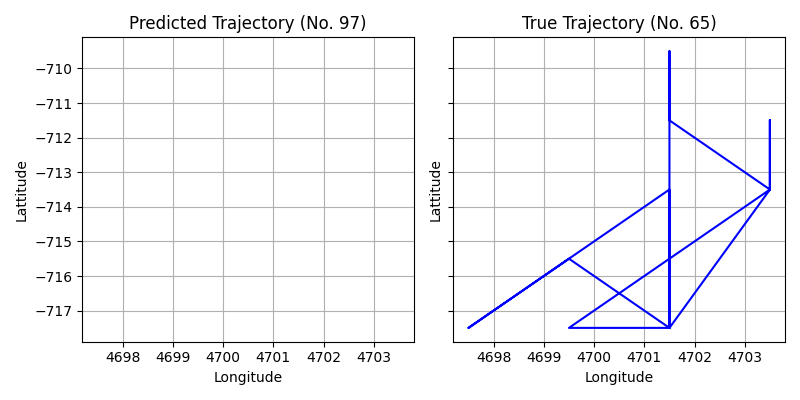 Predicted Trajectory (No. 97)
True Trajectory (No. 65)
−710
−711
−712
−713
−714
−715
−716
−717
Lattitude
Lattitude
4698 4699 4700 4701 4702 4703
4698 4699 4700 4701 4702 4703
Longitude
Longitude